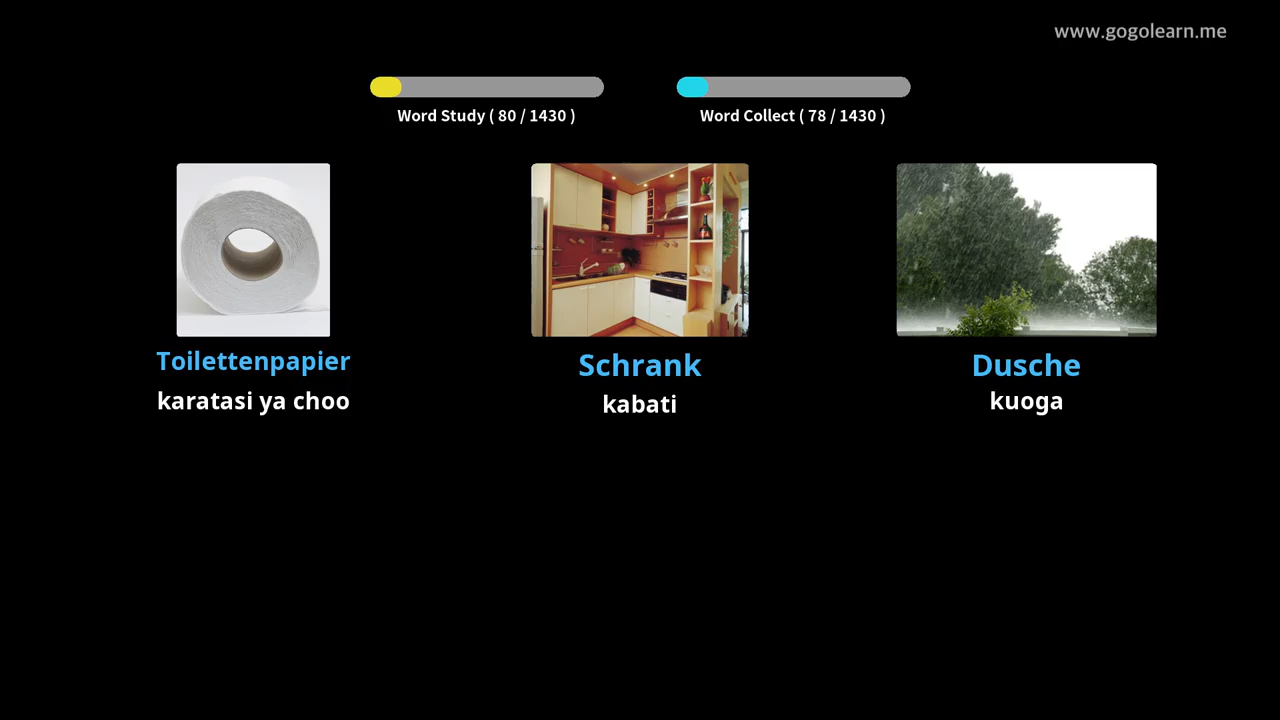 www.gogolearn.me
Word Study ( 80 / 1430 )
Word Collect ( 78 / 1430 )
Toilettenpapier
karatasi ya choo
Schrank
kabati
Dusche
kuoga